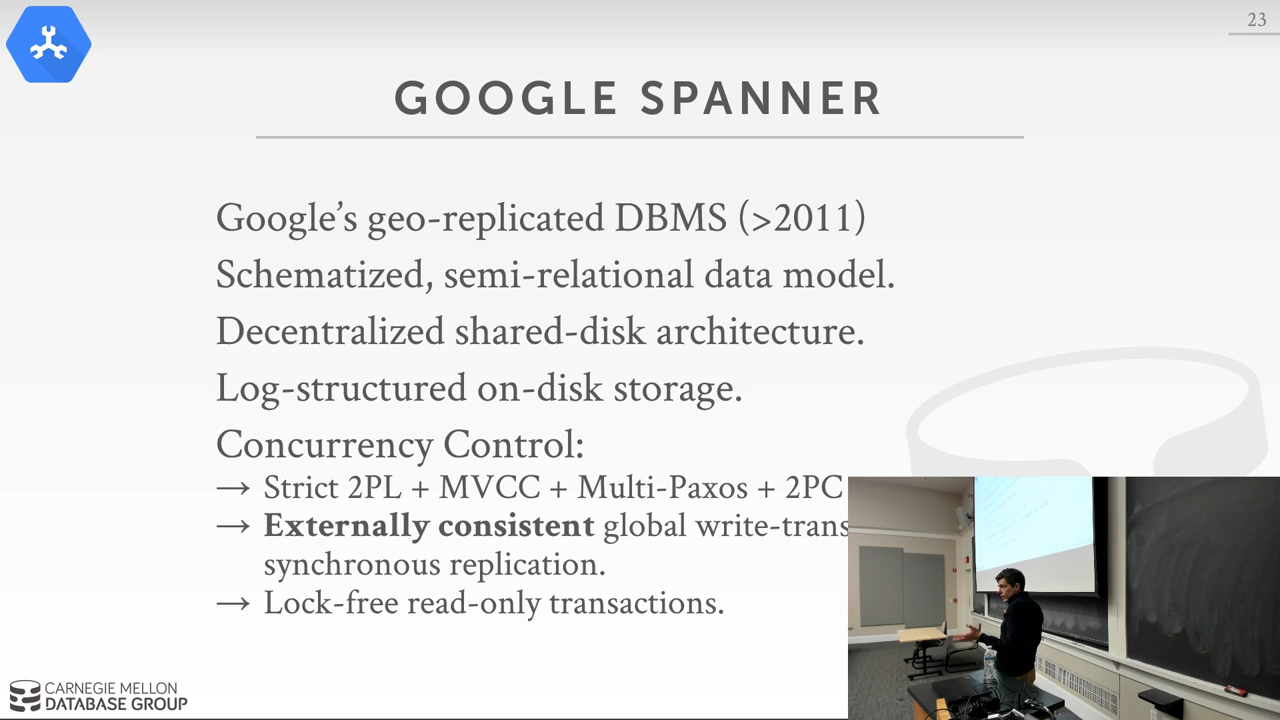 23
GOOGLE SPANNER
Google’s geo-replicated DBMS (>2011)
Schematized, semi-relational data model.
Decentralized shared-disk architecture.
Log-structured on-disk storage.
Concurrency Control:
→ Strict 2PL + MVCC + Multi-Paxos + 2PC
→ Externally consistent global write-trans
synchronous replication.
→ Lock-free read-only transactions.
CARNEGIE MELLON
DATABASE GROUP